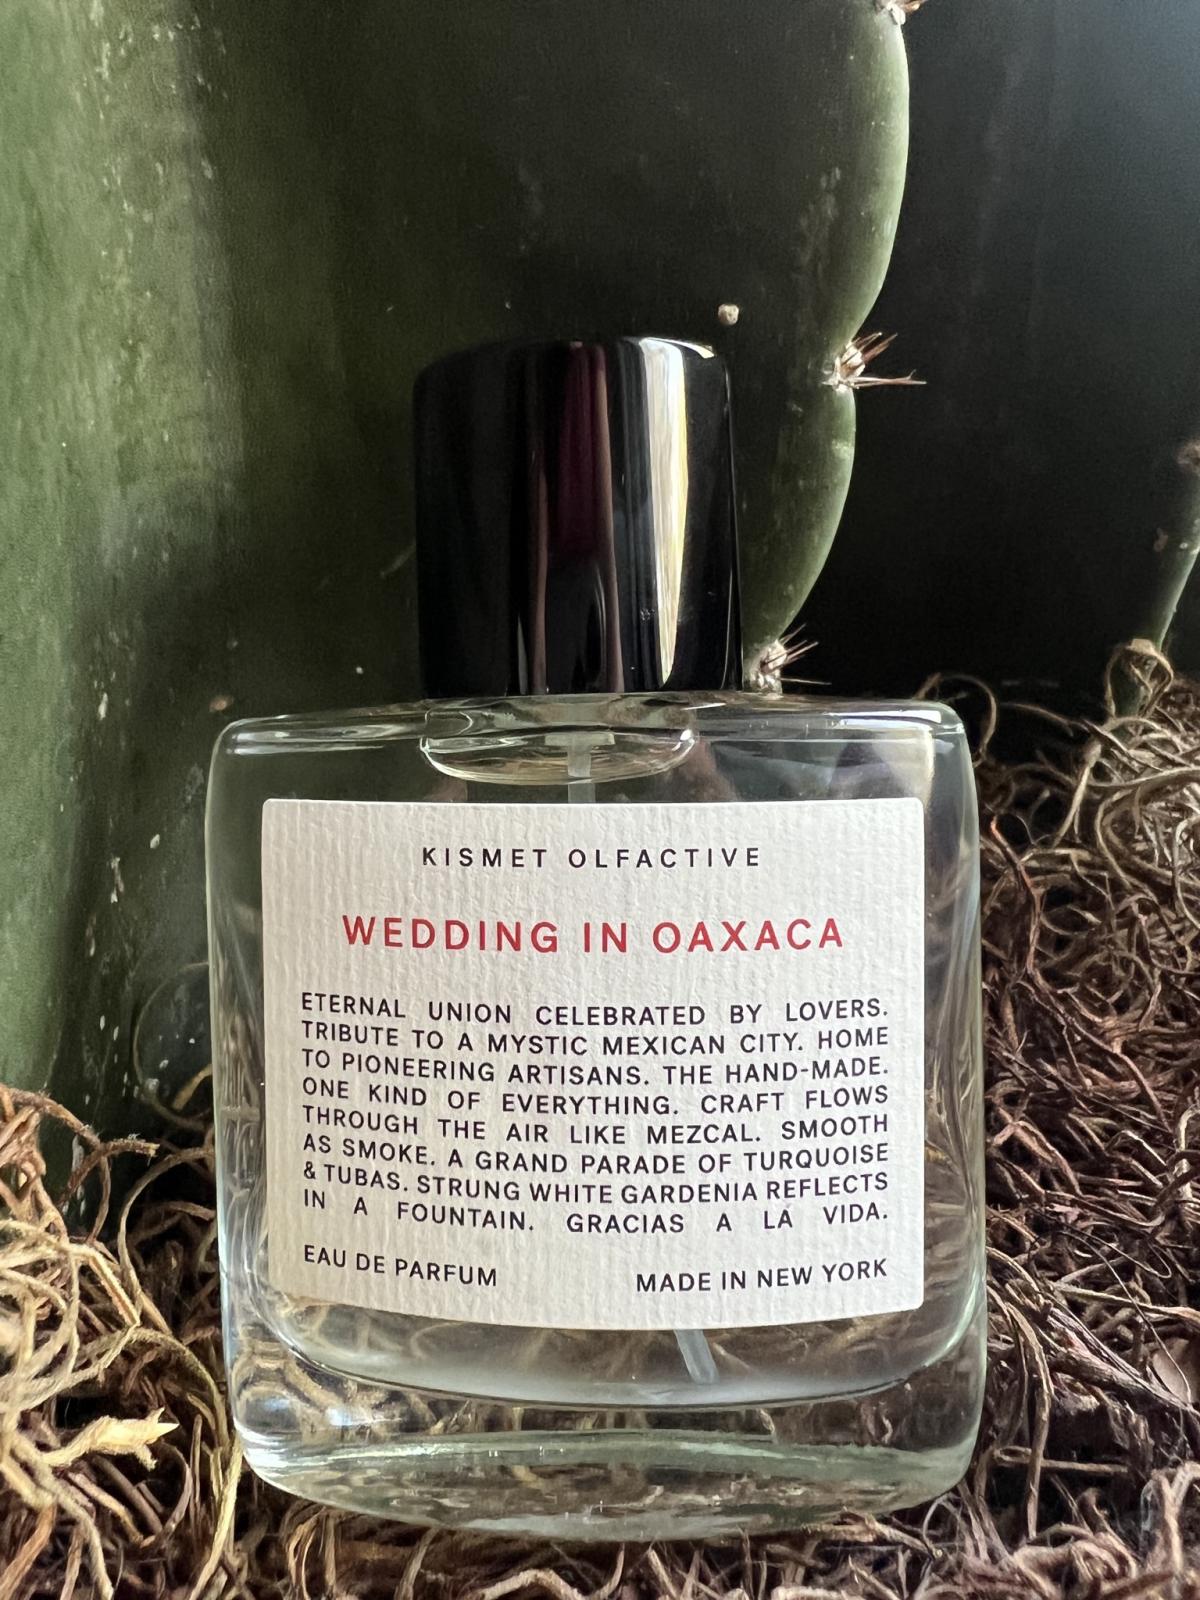 KISMET OLFACTIVE
WEDDING IN OAXACA
ETERNAL UNION CELEBRATED BY LOVERS.
TRIBUTE TO A MYSTIC MEXICAN CITY. HOME
TO PIONEERING ARTISANS. THE HAND-MADE.
ONE KIND OF EVERYTHING. CRAFT FLOWS
THROUGH THE AIR LIKE MEZCAL. SMOOTH
AS SMOKE. A GRAND PARADE OF TURQUOISE
& TUBAS. STRUNG WHITE GARDENIA REFLECTS
IN A FOUNTAIN. GRACIAS A LA VIDA.
EAU DE PARFUM MADE IN NEW YORK